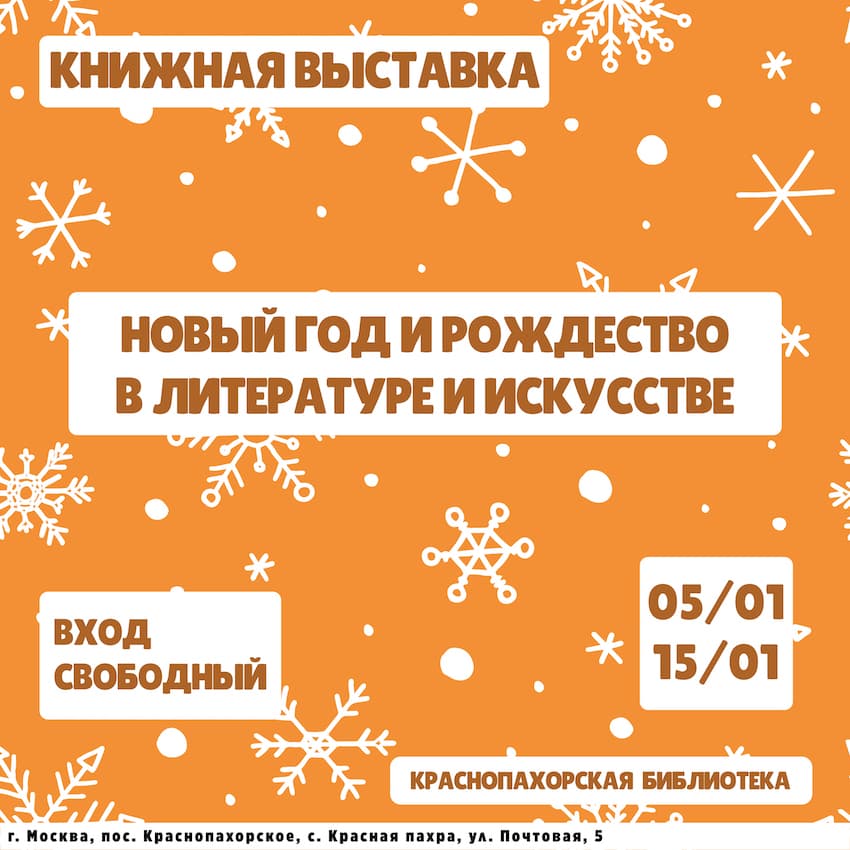 КНИЖНАЯ ВЫСТАВКА
НОВЫЙ ГОД И РОЖДЕСТВО
В ЛИТЕРАТУРЕ И ИСКУССТВЕ
ВХОД
СВОБОДНЫЙ
05/01
15/01
КРАСНОПАХОРСКАЯ БИБЛИОТЕКА
г. Москва, пос. Краснопахорское, с. Красная пахра, ул. Почтовая, 5